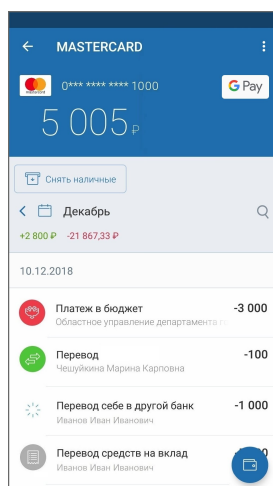 MASTERCARD
0*** **** **** 1000
G Pay
5 005 ₽
Снять наличные
Декабрь
+2 800 ₽ -21 867,33 ₽
10.12.2018
Платеж в бюджет -3 000
Областное управление департамента
Перевод -100
Чешуйкина Марина Карповна
Перевод себе в другой банк -1 000
Иванов Иван Иванович
Перевод средств на вклад
Иванов Иван Иванович